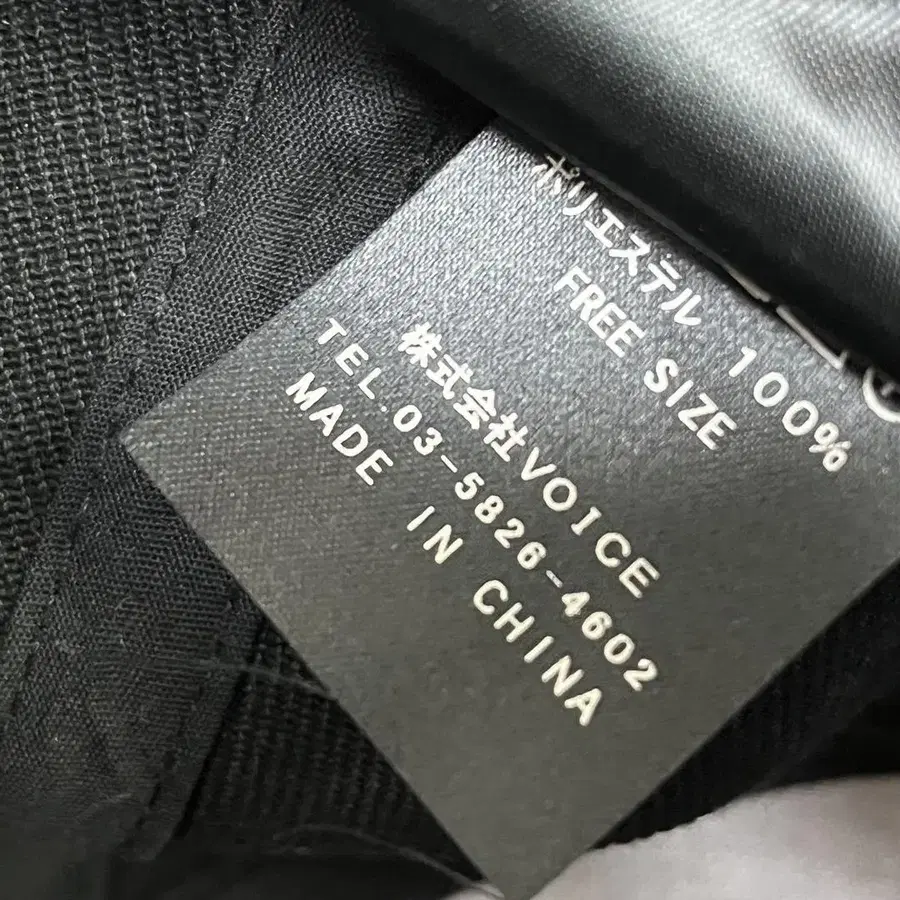 ポリエステル 100%
FREE SIZE
株式会社VOICE
TEL.03-5826-4602
MADE IN CHINA